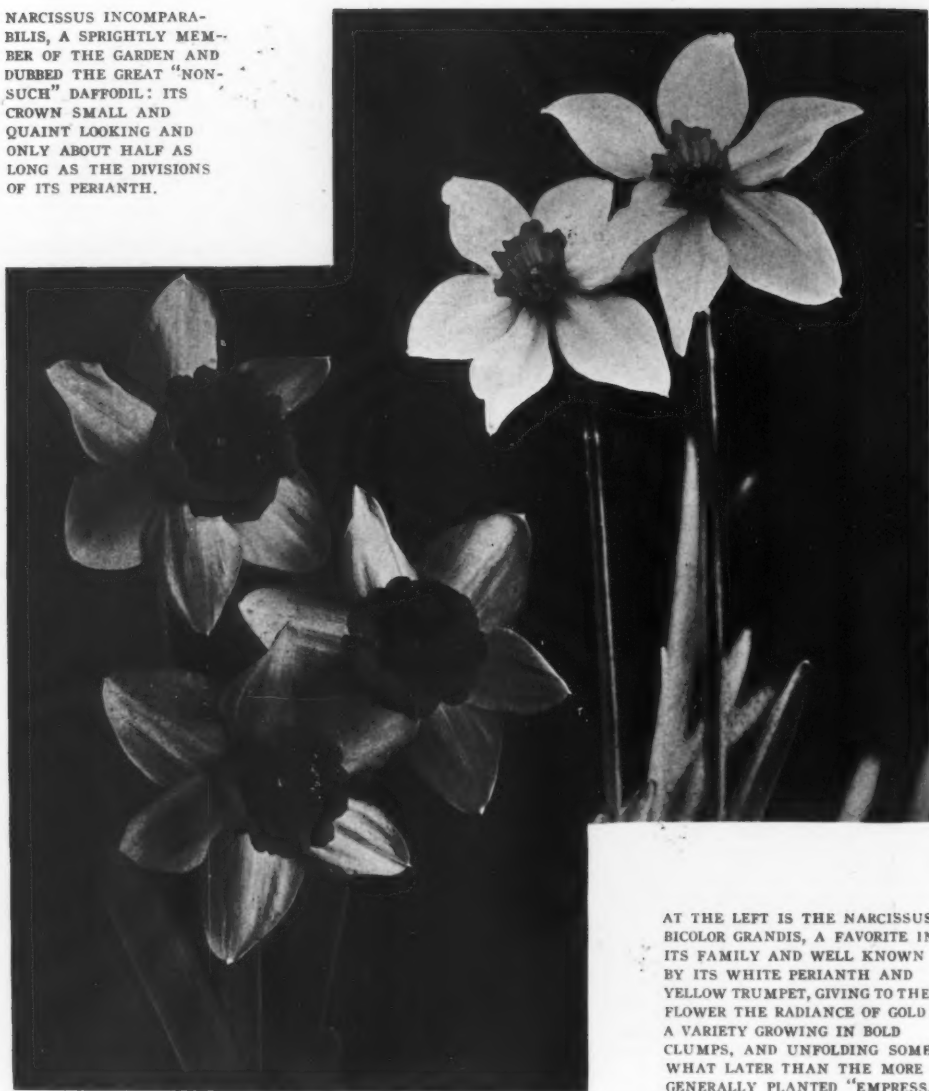 NARCISSUS INCOMPARA-
BILIS, A SPRIGHTLY MEM-
BER OF THE GARDEN AND
DUBBED THE GREAT "NON-
SUCH" DAFFODIL: ITS
CROWN SMALL AND
QUAINT LOOKING AND
ONLY ABOUT HALF AS
LONG AS THE DIVISIONS
OF ITS PERIANTH.
AT THE LEFT IS THE NARCISSUS
BICOLOR GRANDIS, A FAVORITE IN
ITS FAMILY AND WELL KNOWN
BY ITS WHITE PERIANTH AND
YELLOW TRUMPET, GIVING TO THE
FLOWER THE RADIANCE OF GOLD
A VARIETY GROWING IN BOLD
CLUMPS, AND UNFOLDING SOME
WHAT LATER THAN THE MORE
GENERALLY PLANTED "EMPRESS